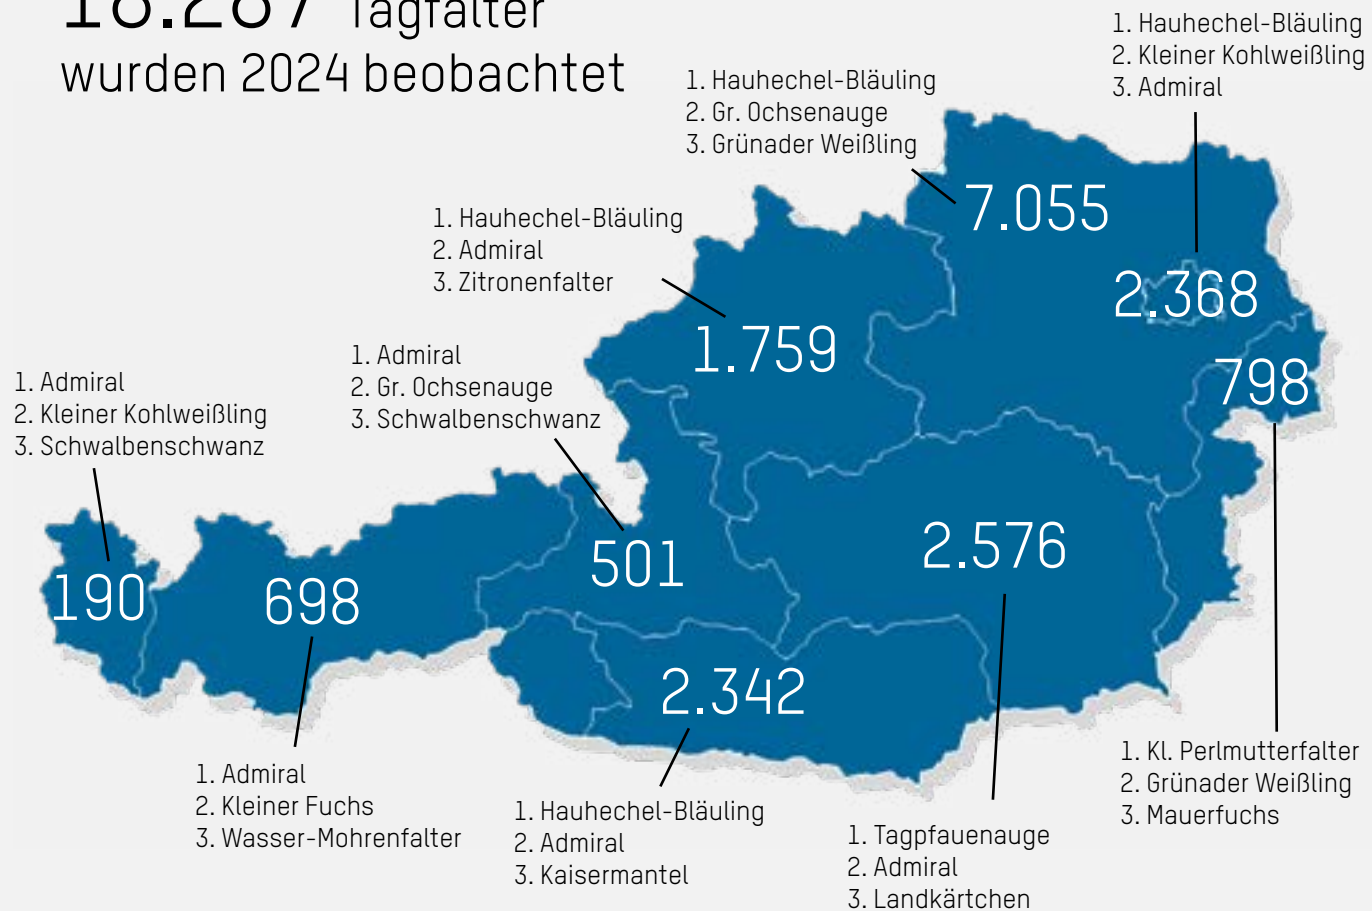 18.287 Tagfalter
wurden 2024 beobachtet
1. Hauhechel-Bläuling
2. Kleiner Kohlweißling
3. Admiral
1. Hauhechel-Bläuling
2. Gr. Ochsenauge
3. Grünader Weißling
7.055
1. Hauhechel-Bläuling
2. Admiral
3. Zitronenfalter
2.368
1.759
1. Admiral
2. Gr. Ochsenauge
3. Schwalbenschwanz
798
1. Admiral
2. Kleiner Kohlweißling
3. Schwalbenschwanz
2.576
501
190
698
2.342
1. Kl. Perlmutterfalter
2. Grünader Weißling
3. Mauerfuchs
1. Admiral
2. Kleiner Fuchs
3. Wasser-Mohrenfalter
1. Hauhechel-Bläuling
2. Admiral
3. Kaisermantel
1. Tagpfauenauge
2. Admiral
3. Landkärtchen